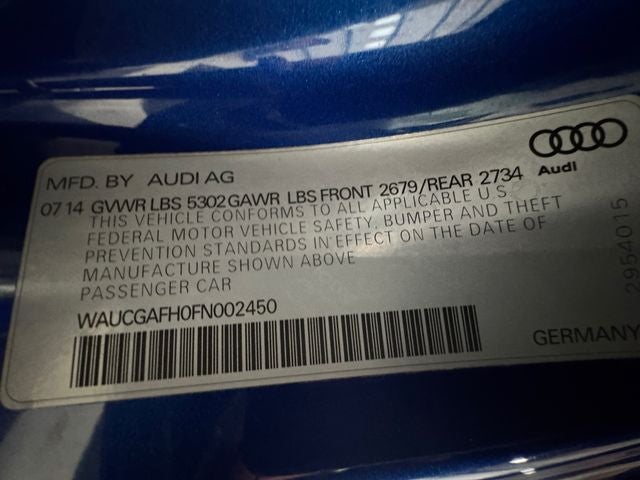 Audi
MFD. BY AUDI AG
07 14 GVWR LBS 5302 GAWR LBS FRONT 2679/REAR 2734
THIS VEHICLE CONFORMS TO ALL APPLICABLE U.S.
FEDERAL MOTOR VEHICLE SAFETY, BUMPER AND THEFT
PREVENTION STANDARDS IN EFFECT ON THE DATE OF
MANUFACTURE SHOWN ABOVE
PASSENGER CAR
WAUCGAFH0FN002450
GERMANY
2954015